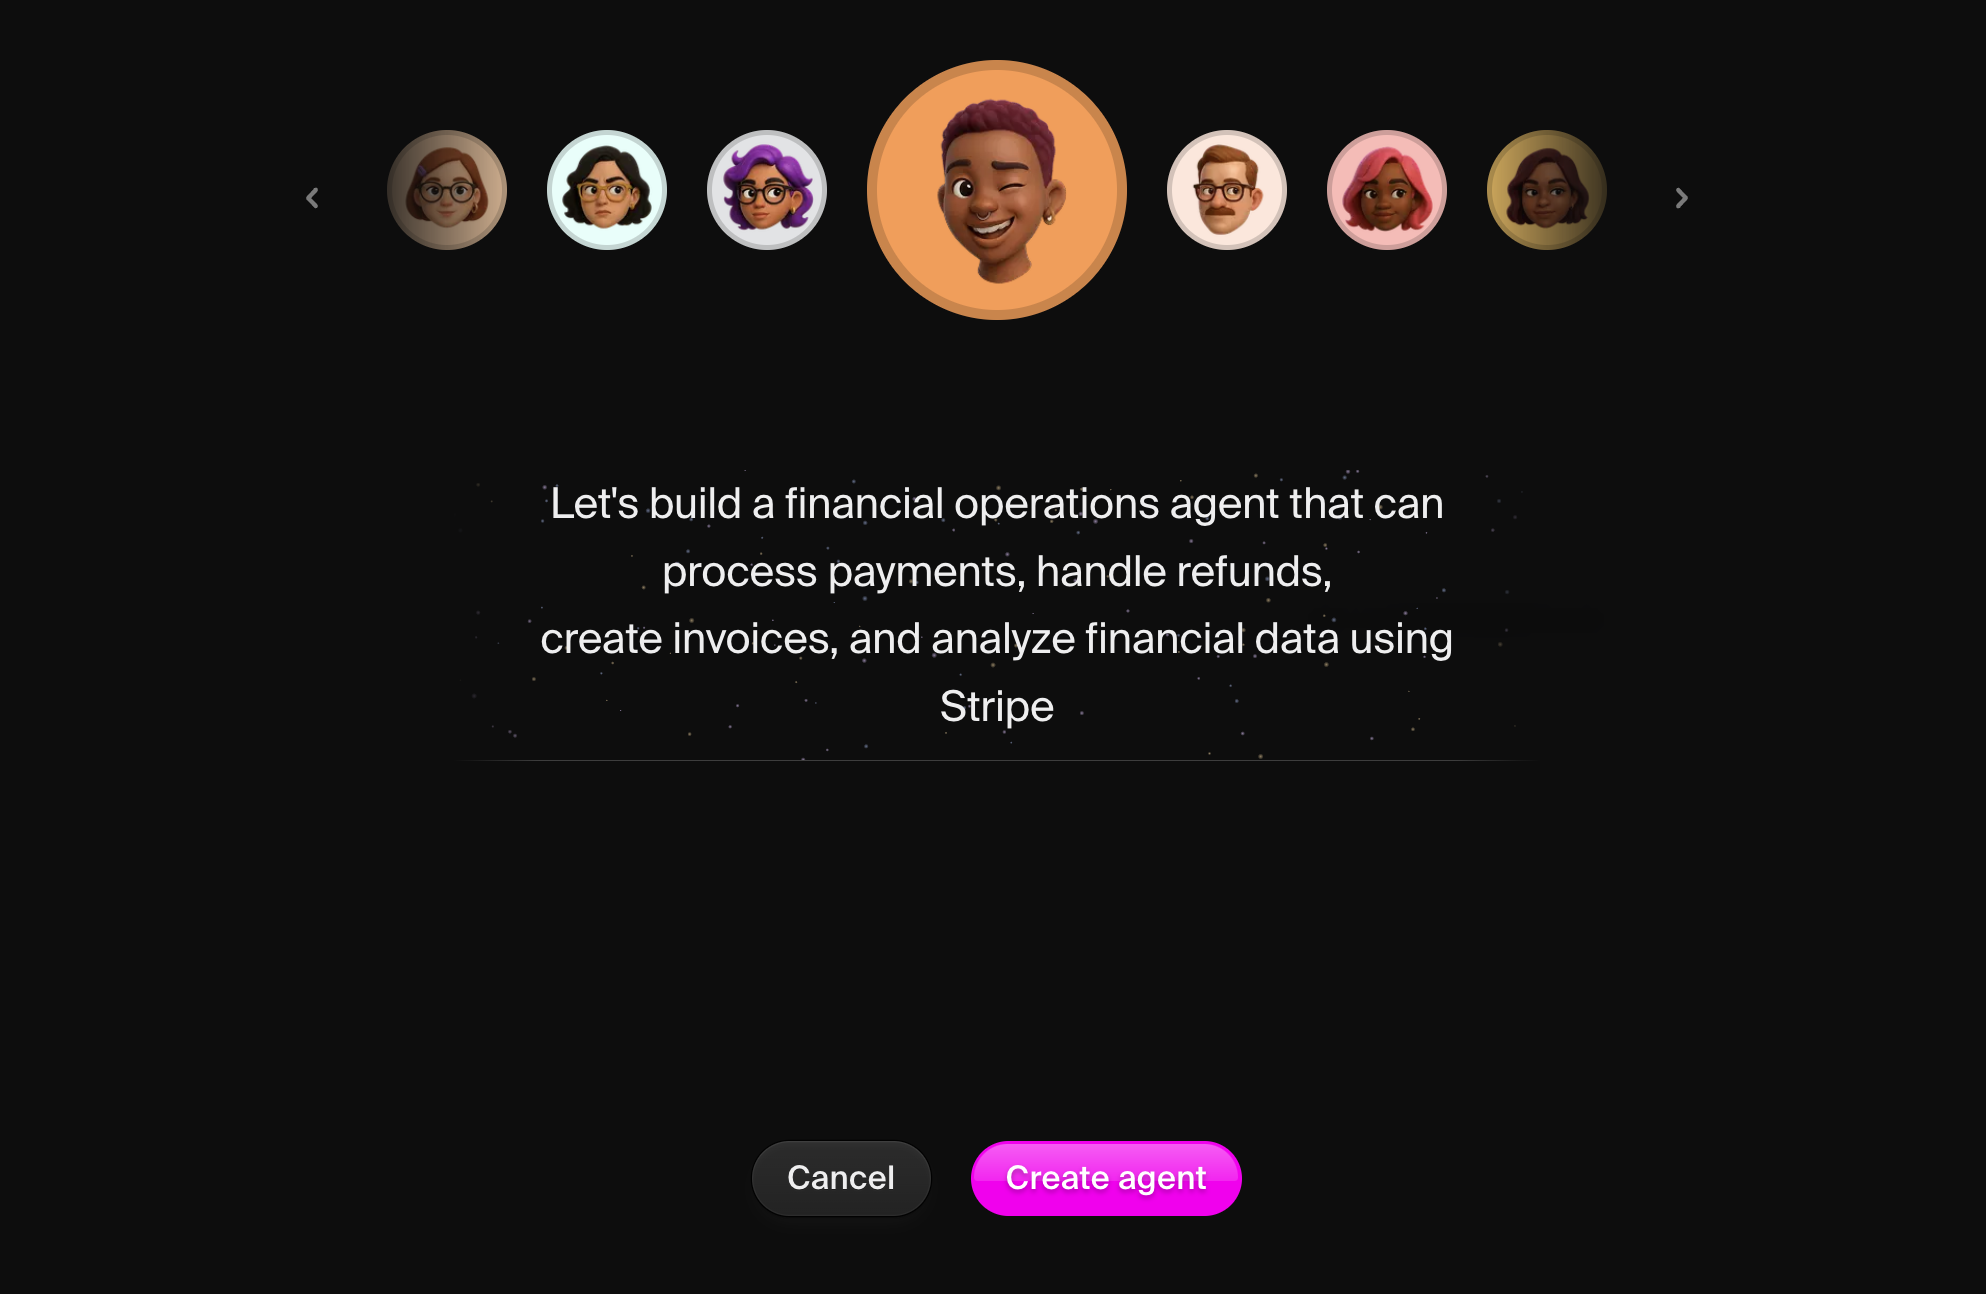 Let's build a financial operations agent that can
process payments, handle refunds,
create invoices, and analyze financial data using
Stripe
Cancel
Create agent